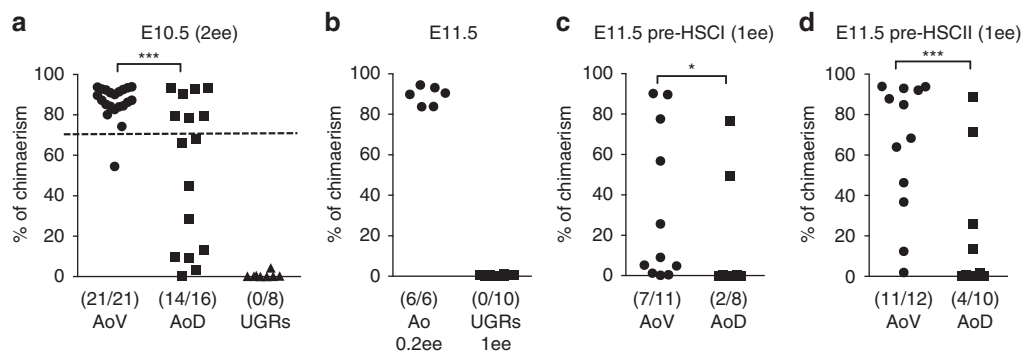 a
E10.5 (2ee)
***
% of chimaerism
100
80
60
40
20
0
(21/21) (14/16) (0/8)
AoV AoD UGRs
b
E11.5
% of chimaerism
100
80
60
40
20
0
(6/6) (0/10)
Ao UGRs
0.2ee 1ee
c
E11.5 pre-HSCI (1ee)
*
% of chimaerism
100
80
60
40
20
0
(7/11) (2/8)
AoV AoD
d
E11.5 pre-HSCII (1ee)
***
% of chimaerism
100
80
60
40
20
0
(11/12) (4/10)
AoV AoD